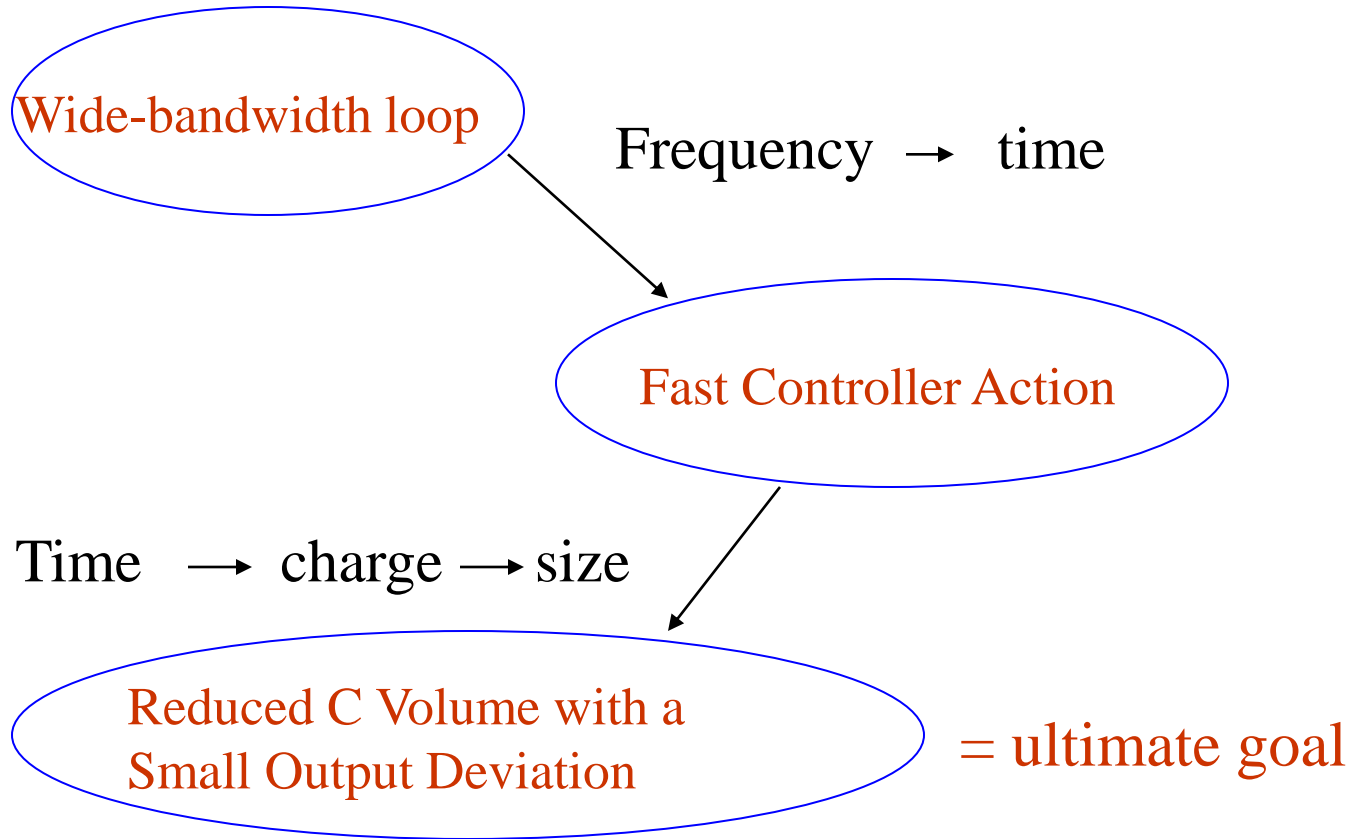 Wide-bandwidth loop
Frequency → time
Fast Controller Action
Time → charge → size
Reduced C Volume with a
Small Output Deviation
= ultimate goal